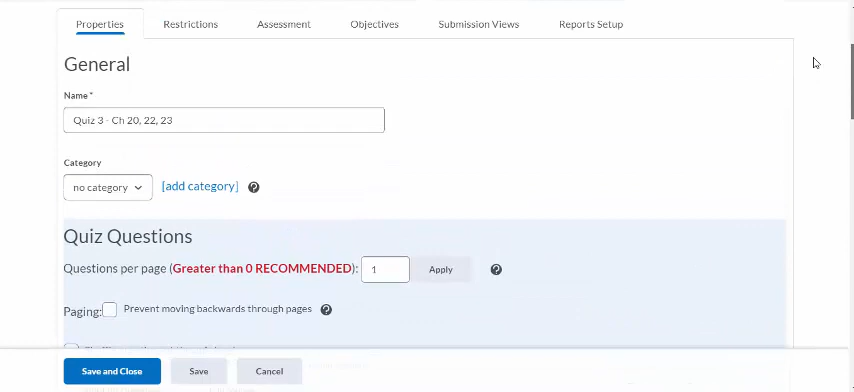 Properties Restrictions Assessment Objectives Submission Views Reports Setup
General
Name *
Quiz 3 - Ch 20, 22, 23
Category
no category [add category]
Quiz Questions
Questions per page (Greater than 0 RECOMMENDED): 1 Apply
Paging: Prevent moving backwards through pages
Save and Close Save Cancel